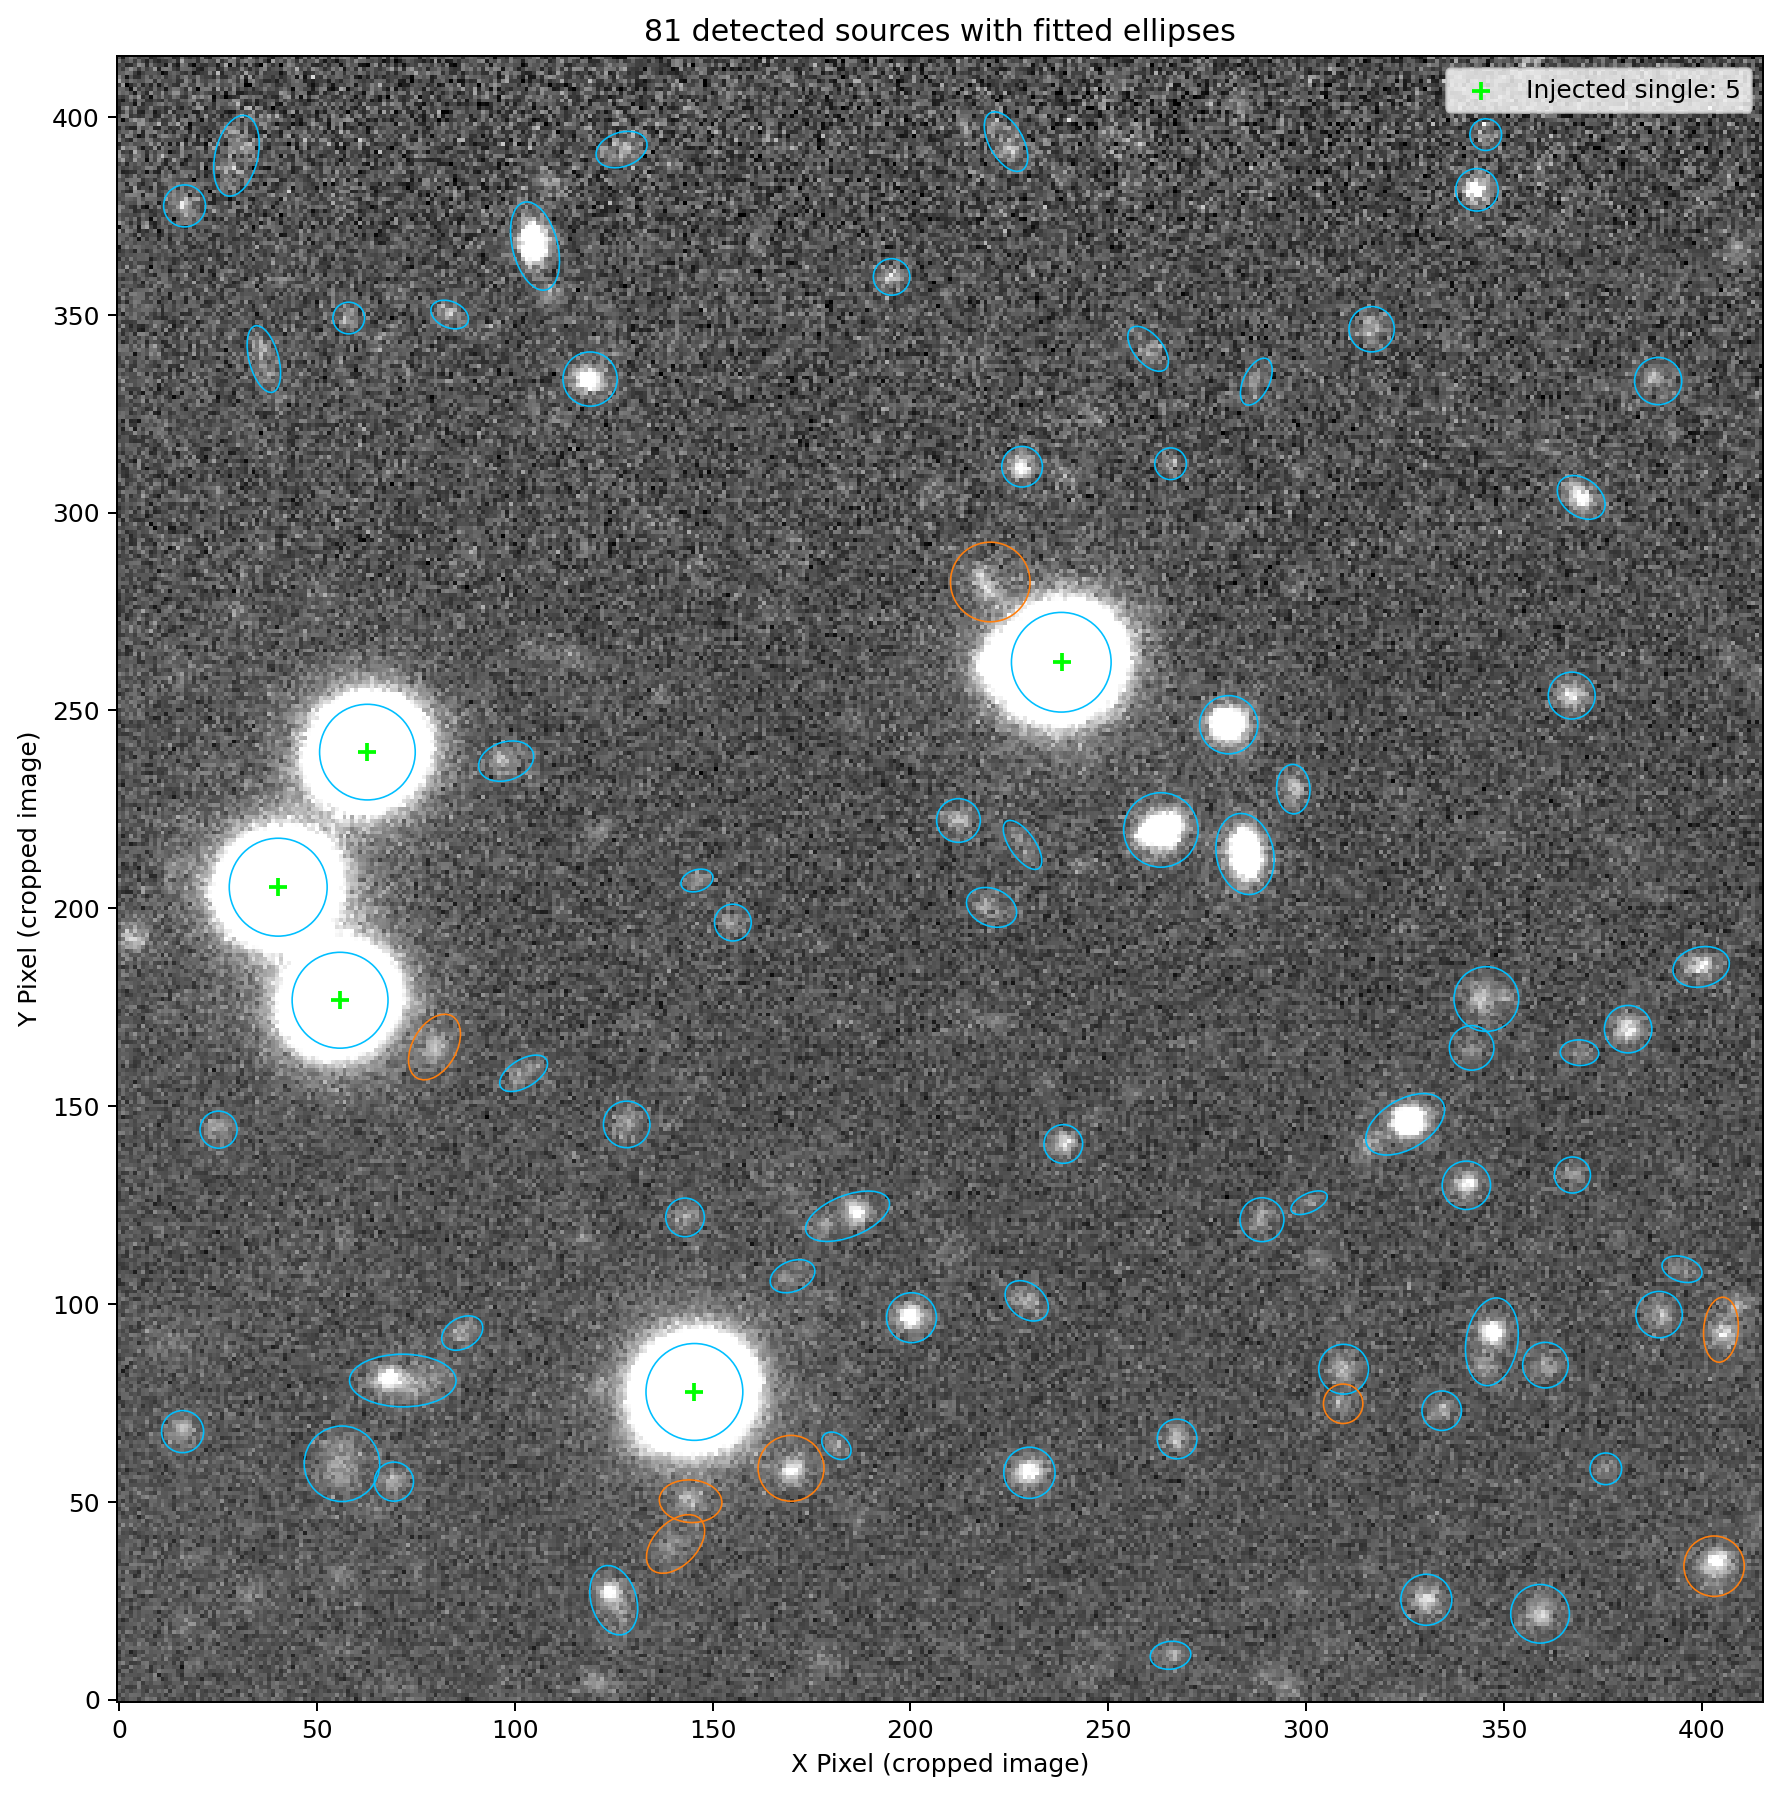 81 detected sources with fitted ellipses
Injected single: 5
400
350
300
250
200
150
100
50
0
Y Pixel (cropped image)
0 50 100 150 200 250 300 350 400
X Pixel (cropped image)